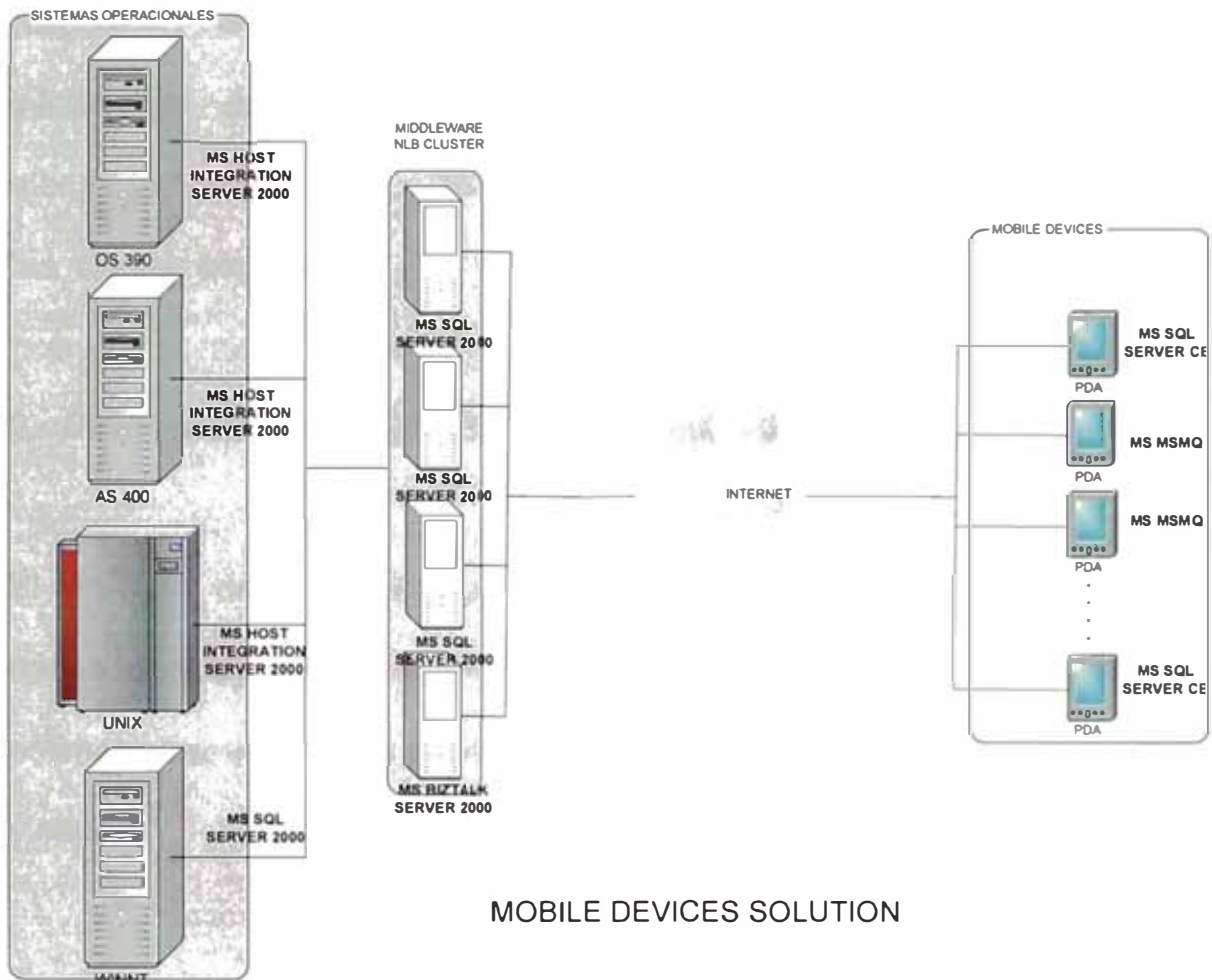 SISTEMAS OPERACIONALES
MS HOST
INTEGRATION
SERVER 2000
OS 390
MS HOST
INTEGRATION
SERVER 2000
AS 400
MS HOST
INTEGRATION
SERVER 2000
UNIX
MS SQL
SERVER 2000
WINNT
MIDDLEWARE
NLB CLUSTER
MS SQL
SERVER 2000
MS SQL
SERVER 2000
MS SQL
SERVER 2000
MS BIZTALK
SERVER 2000
INTERNET
MOBILE DEVICES
MS SQL
SERVER CE
PDA
MS MSMQ
PDA
MS MSMQ
PDA
MS SQL
SERVER CE
PDA
MOBILE DEVICES SOLUTION